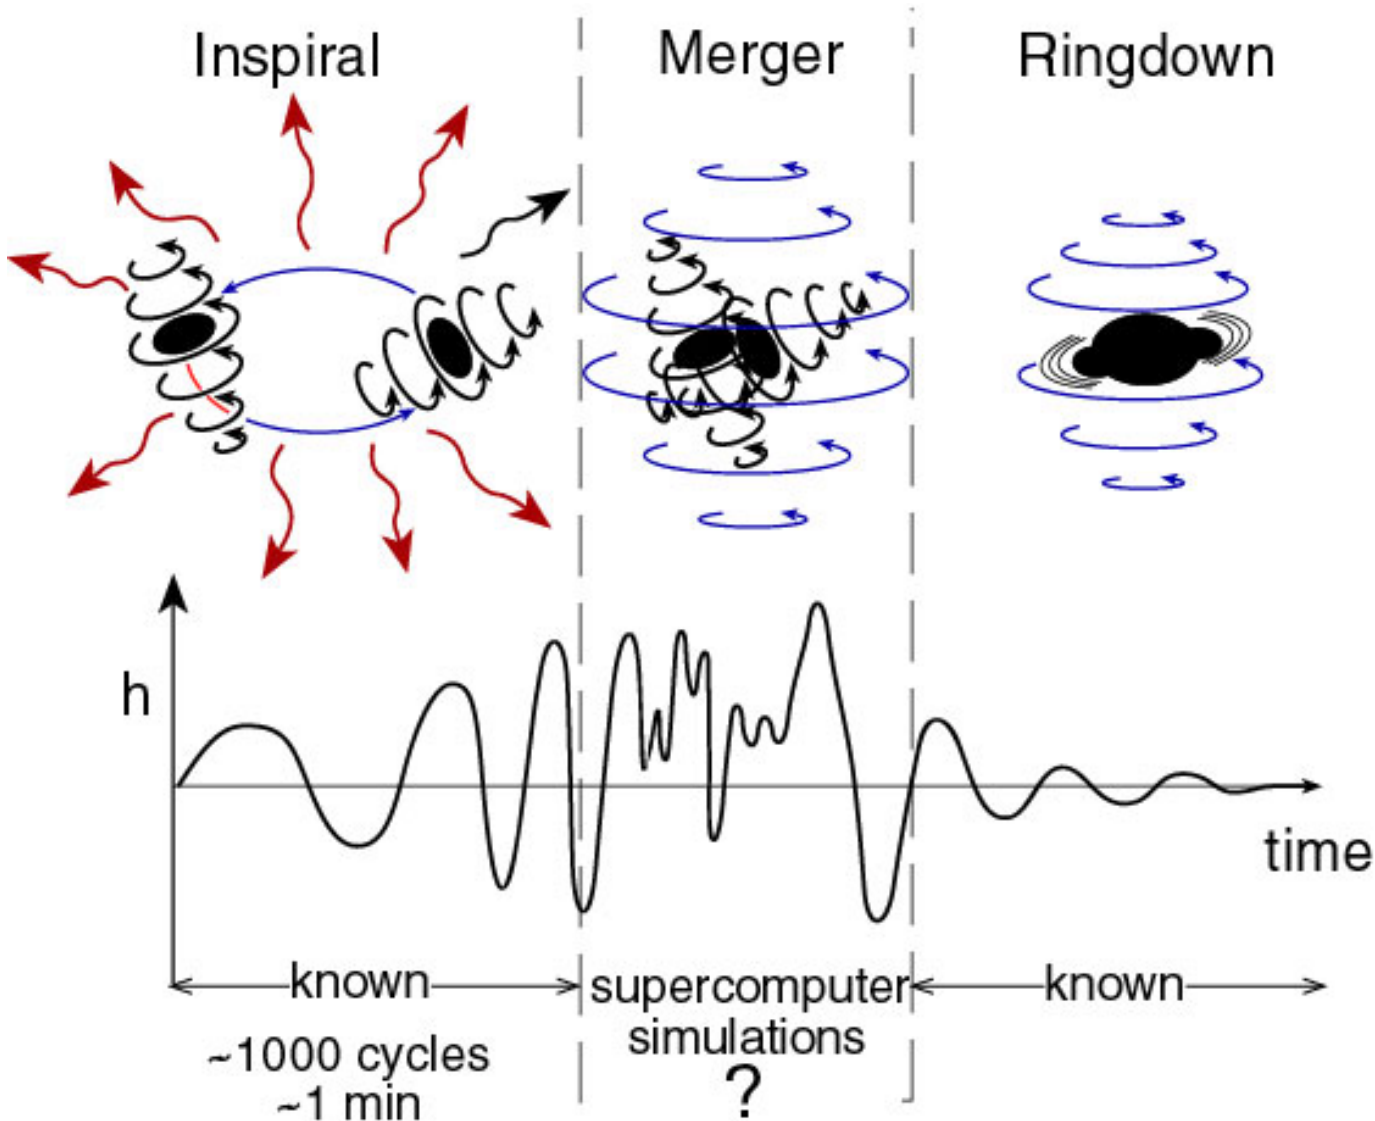 Inspiral
Merger
Ringdown
h
time
known
supercomputer
simulations
?
known
~1000 cycles
~1 min